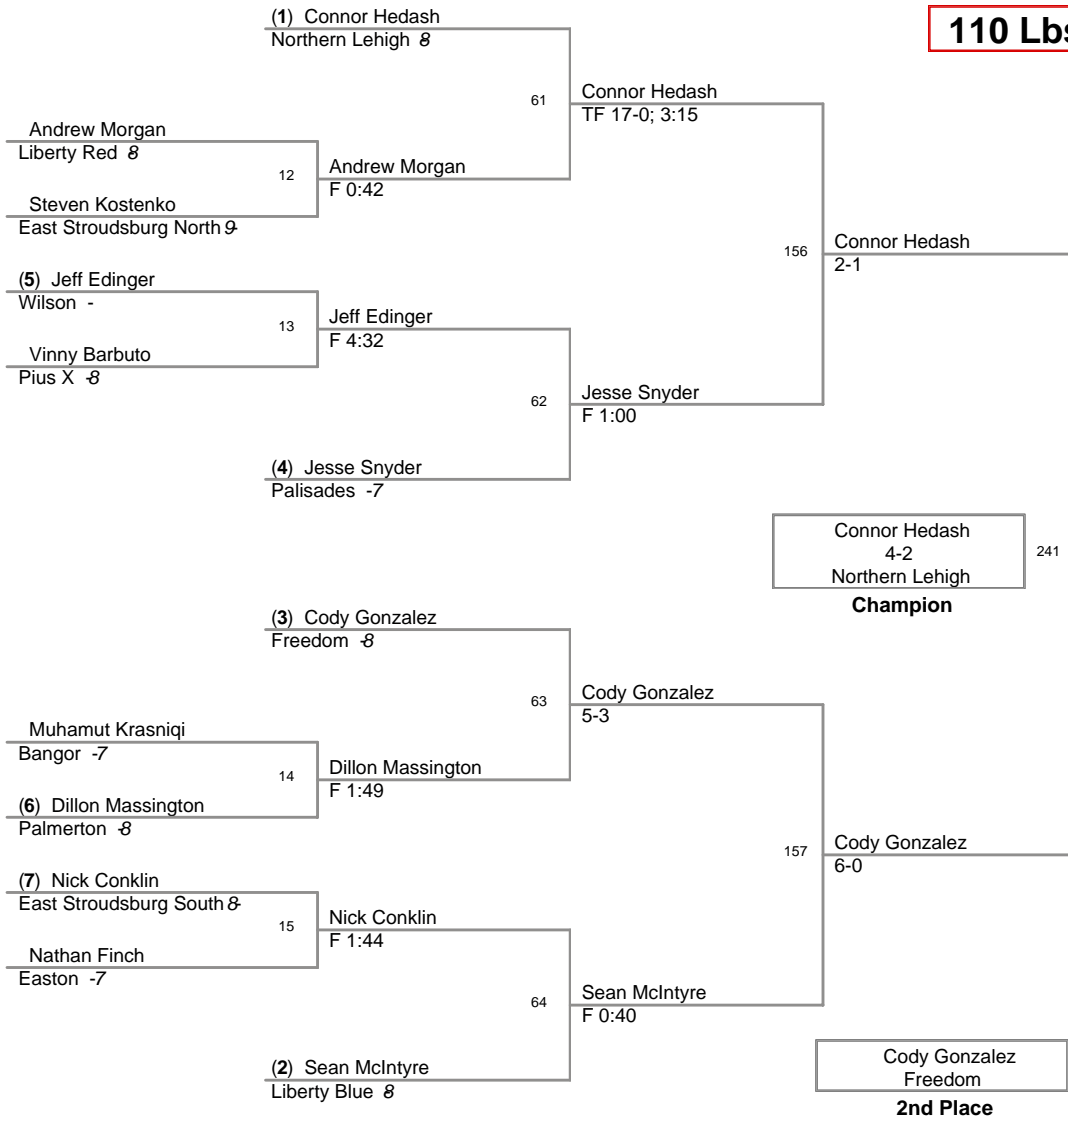 (1) Connor Hedash
Northern Lehigh 8
110 Lbs
61
Connor Hedash
TF 17-0; 3:15
Andrew Morgan
Liberty Red 8
12
Andrew Morgan
F 0:42
Steven Kostenko
East Stroudsburg North 9-
156
Connor Hedash
2-1
(5) Jeff Edinger
Wilson -
13
Jeff Edinger
F 4:32
Vinny Barbuto
Pius X -8
62
Jesse Snyder
F 1:00
(4) Jesse Snyder
Palisades -7
Connor Hedash
4-2
Northern Lehigh
241
Champion
(3) Cody Gonzalez
Freedom -8
63
Cody Gonzalez
5-3
Muhamut Krasniqi
Bangor -7
14
Dillon Massington
F 1:49
(6) Dillon Massington
Palmerton -8
157
Cody Gonzalez
6-0
(7) Nick Conklin
East Stroudsburg South 8-
15
Nick Conklin
F 1:44
Nathan Finch
Easton -7
64
Sean McIntyre
F 0:40
(2) Sean McIntyre
Liberty Blue 8
Cody Gonzalez
Freedom
2nd Place